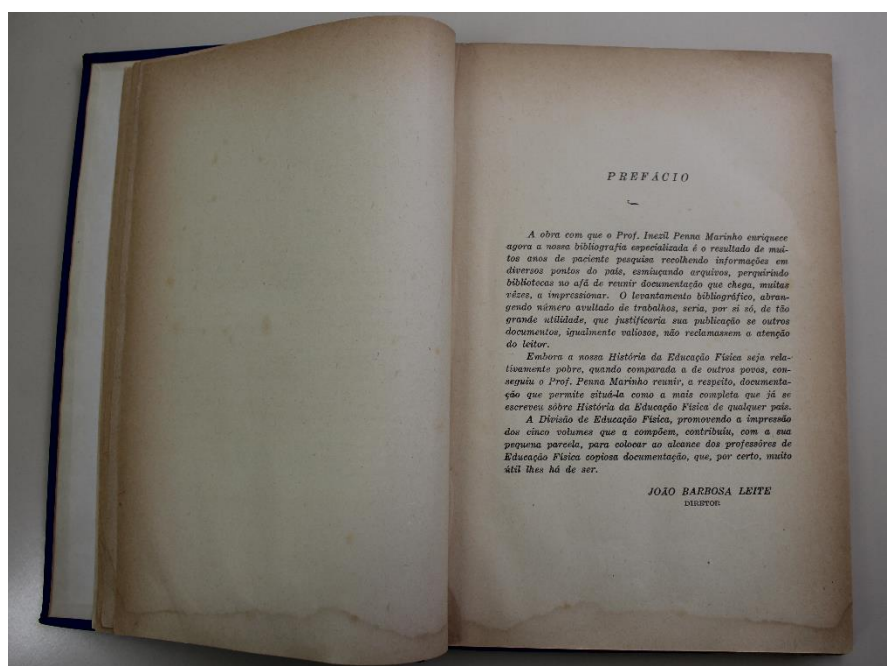 PREFÁCIO
A obra com que o Prof. Inezil Penna Marinho enriquece
agora a nossa bibliografia especializada é o resultado de mui-
tos anos de paciente pesquisa recolhendo informações em
diversos pontos do país, esmiuçando arquivos, perquirindo
bibliotecas no afã de reunir documentação que chega, muitas
vêzes, a impressionar. O levantamento bibliográfico, abran-
gendo número avultado de trabalhos, seria, por si só, de tão
grande utilidade, que justificaria sua publicação se outros
documentos, igualmente valiosos, não reclamassem a atenção
do leitor.
Embora a nossa História da Educação Física seja rela-
tivamente pobre, quando comparada a de outros povos, con-
seguiu o Prof. Penna Marinho reunir, a respeito, documenta-
ção que permite situá-la como a mais completa que já se
escreveu sôbre História da Educação Física de qualquer país.
A Divisão de Educação Física, promovendo a impressão
dos cinco volumes que a compõem, contribuiu, com a sua
pequena parcela, para colocar ao alcance dos professôres de
Educação Física copiosa documentação, que, por certo, muito
útil lhes há de ser.
JOÃO BARBOSA LEITE
DIRETOR